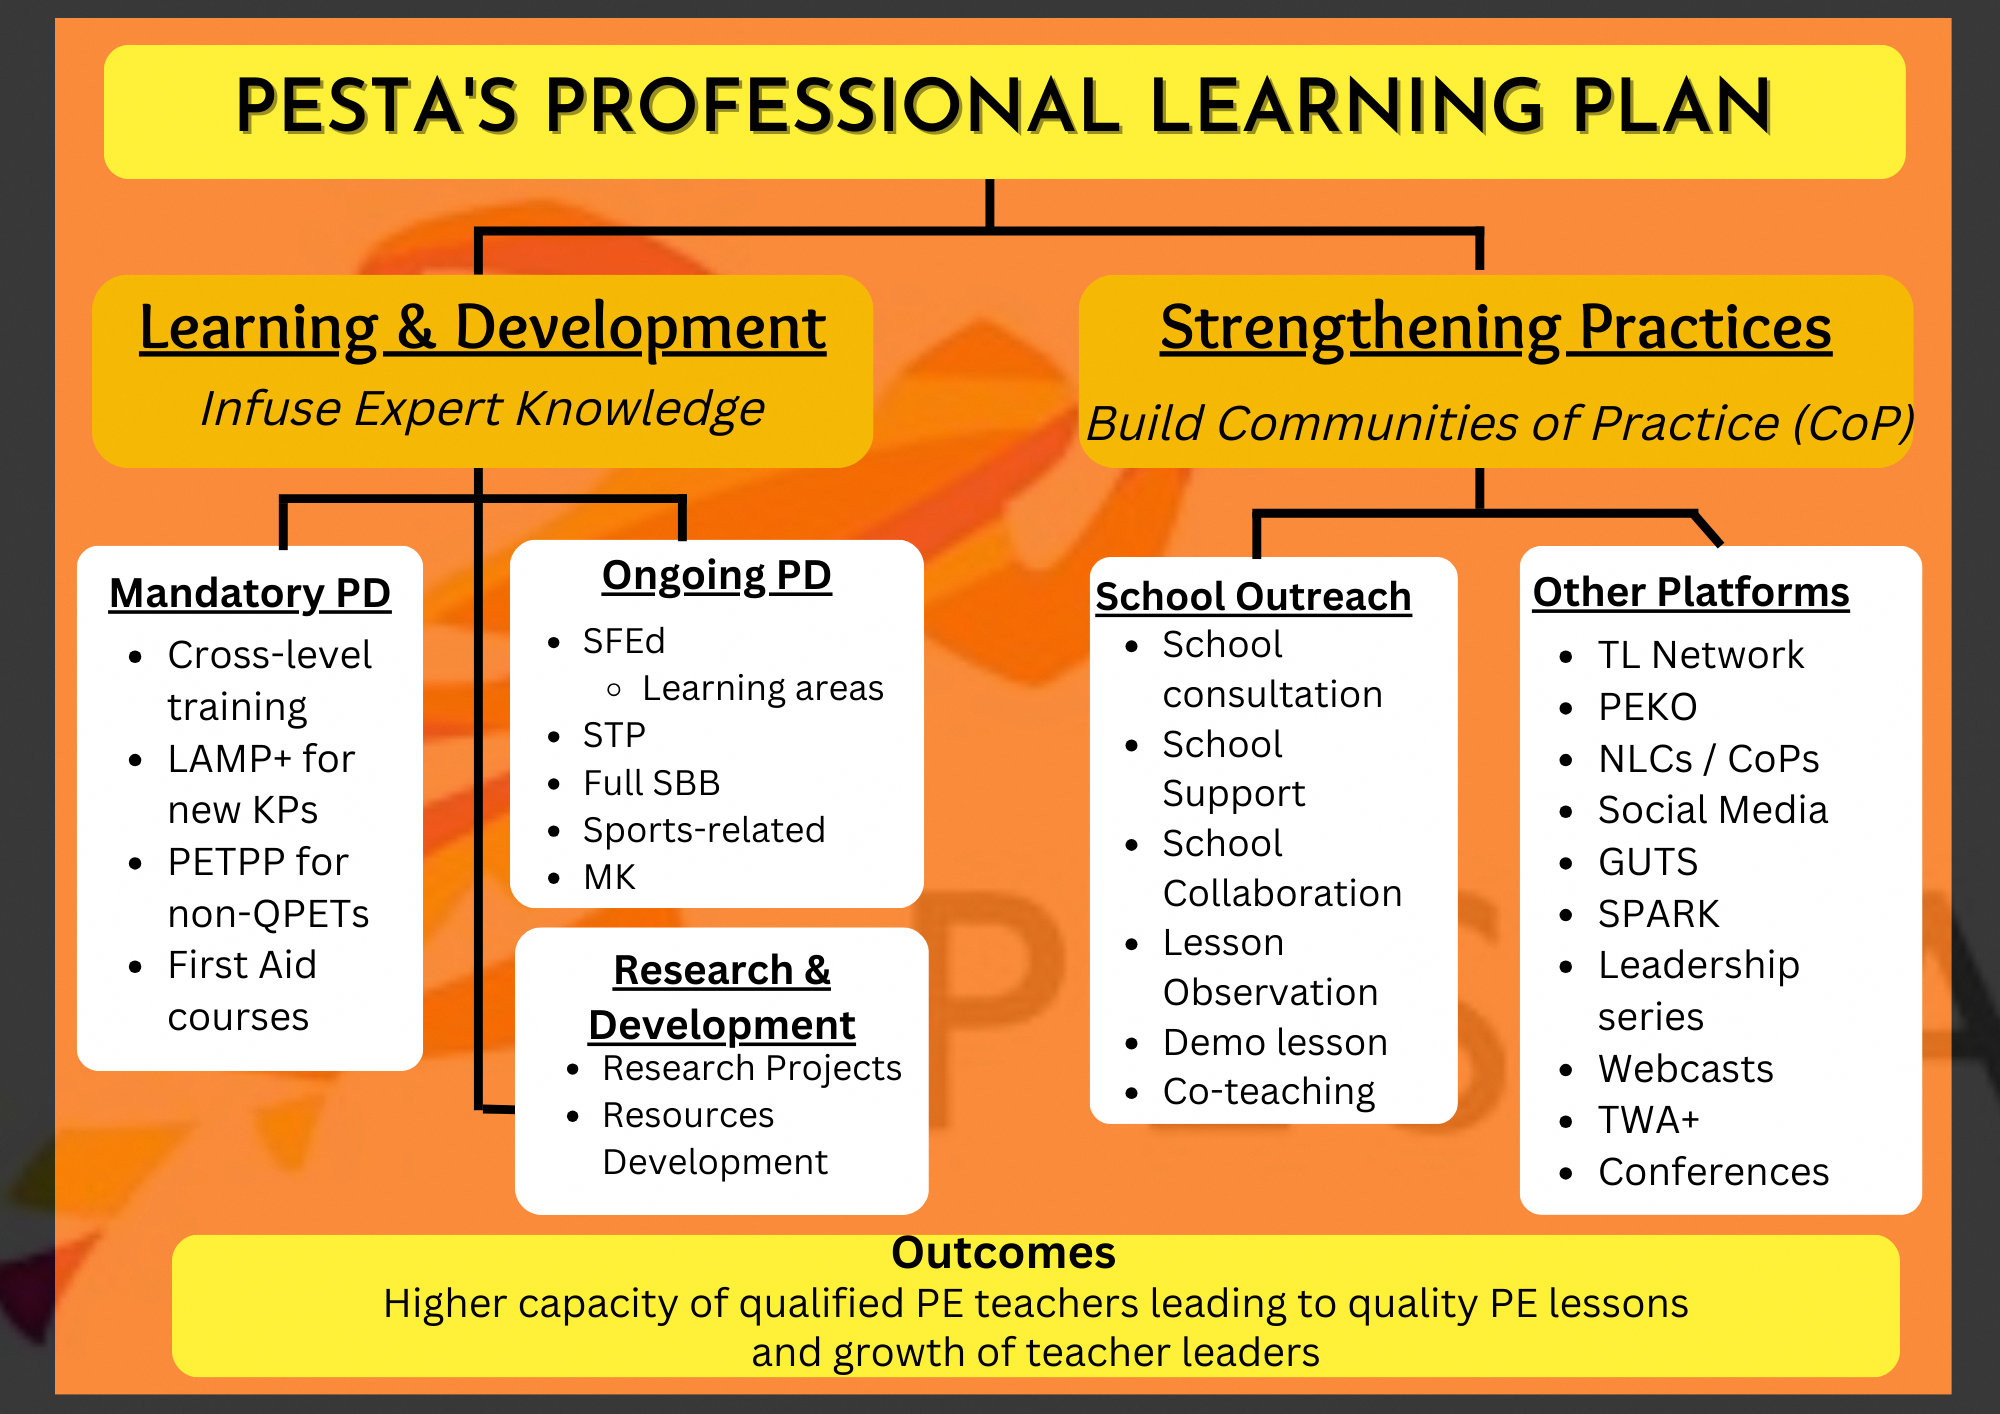 PESTA'S PROFESSIONAL LEARNING PLAN
Learning & Development
Infuse Expert Knowledge
Strengthening Practices
Build Communities of Practice (CoP)
Mandatory PD
• Cross-level
training
• LAMP+ for
new KPs
• PETPP for
non-QPETs
• First Aid
courses
Ongoing PD
• SFEd
◦ Learning areas
• STP
• Full SBB
• Sports-related
• MK
Research &
Development
• Research Projects
• Resources
Development
School Outreach
• School
consultation
• School
Support
• School
Collaboration
• Lesson
Observation
• Demo lesson
• Co-teaching
Other Platforms
• TL Network
• PEKO
• NLCs / CoPs
• Social Media
• GUTS
• SPARK
• Leadership
series
• Webcasts
• TWA+
• Conferences
Outcomes
Higher capacity of qualified PE teachers leading to quality PE lessons
and growth of teacher leaders